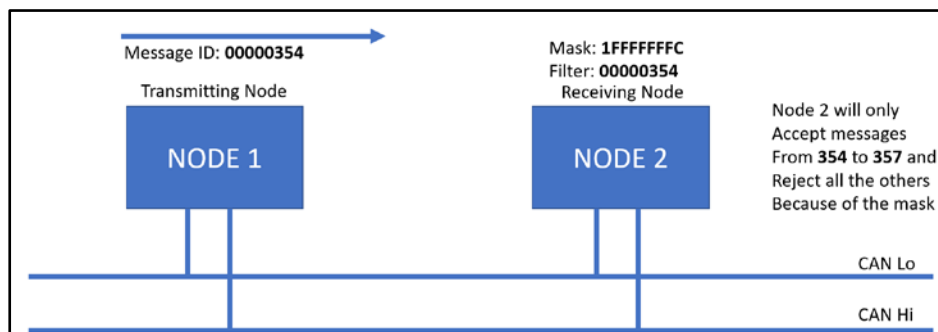 Message ID: 00000354
Transmitting Node
NODE 1
Mask: 1FFFFFFC
Filter: 00000354
Receiving Node
NODE 2
Node 2 will only
Accept messages
From 354 to 357 and
Reject all the others
Because of the mask
CAN Lo
CAN Hi